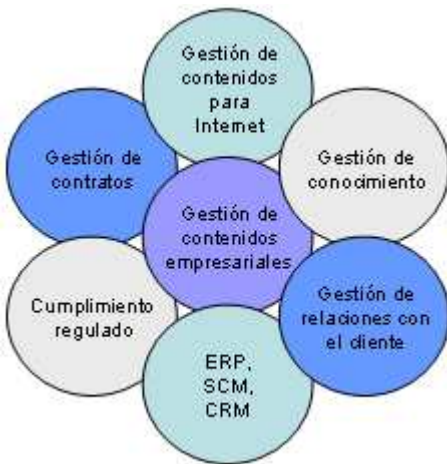 Gestión de
contenidos
para
Internet
Gestión de
contratos
Gestión de
conocimiento
Gestión de
contenidos
empresariales
Cumplimiento
regulado
Gestión de
relaciones con
el cliente
ERP,
SCM,
CRM